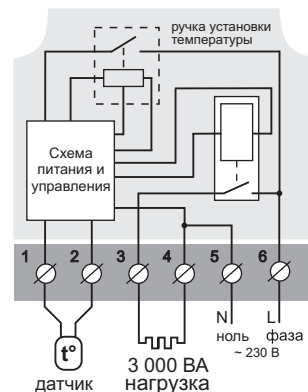 ручка установки
температуры
Схема
питания и
управления
1 2 3 4 5 6
N L
ноль фаза
~ 230 В
t°
3 000 ВА
датчик нагрузка